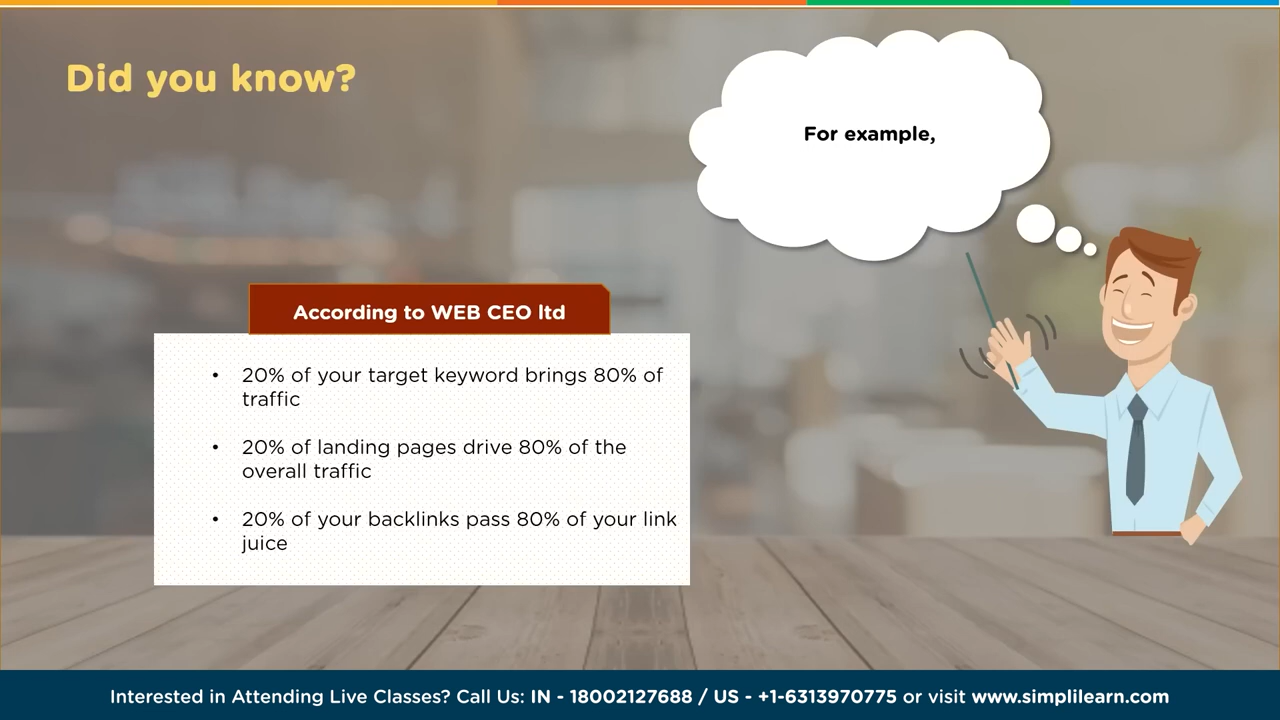 Did you know?
For example,
According to WEB CEO ltd
• 20% of your target keyword brings 80% of
traffic
• 20% of landing pages drive 80% of the
overall traffic
• 20% of your backlinks pass 80% of your link
juice
Interested in Attending Live Classes? Call Us: IN - 18002127688 / US - +1-6313970775 or visit www.simplilearn.com